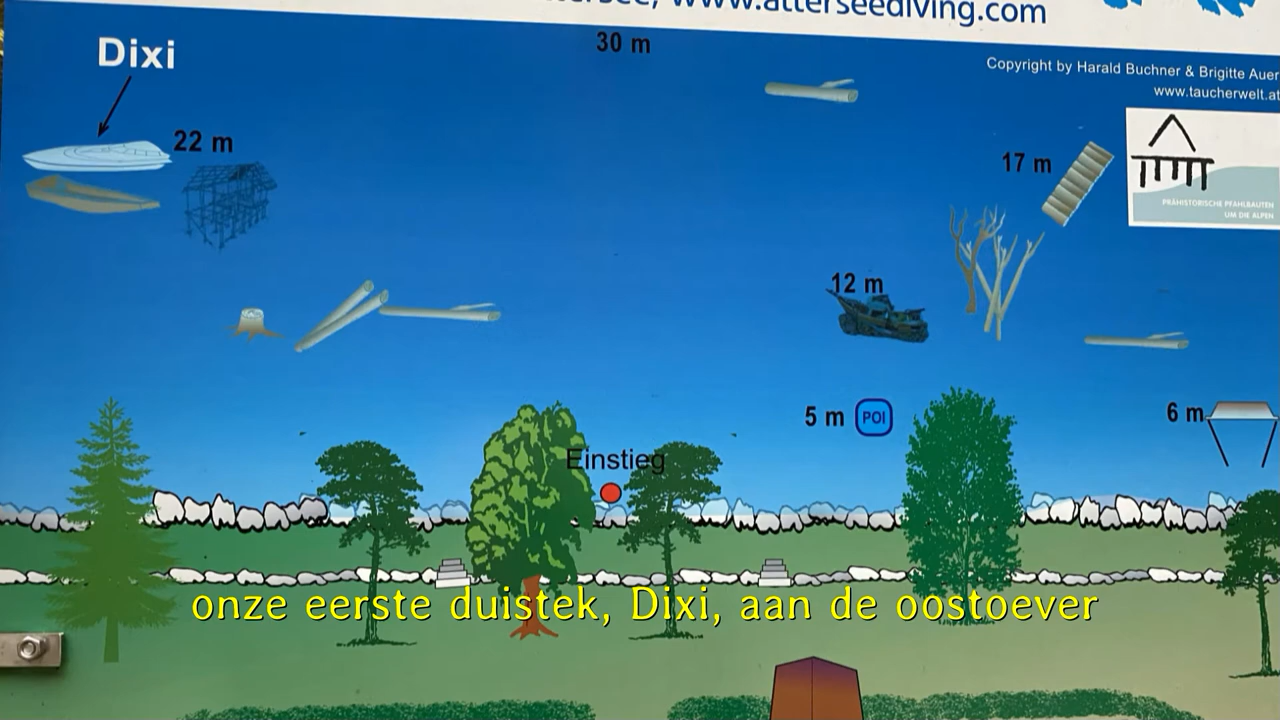 www.atterseediving.com
30 m
Dixi
Copyright by Harald Buchner & Brigitte Auer
www.taucherwelt.at
22 m
17 m
PRÄHISTORISCHE PFAHLBAUTEN
UM DIE ALPEN
12 m
5 m POI
6 m
Einstieg
onze eerste duistek, Dixi, aan de oostoever